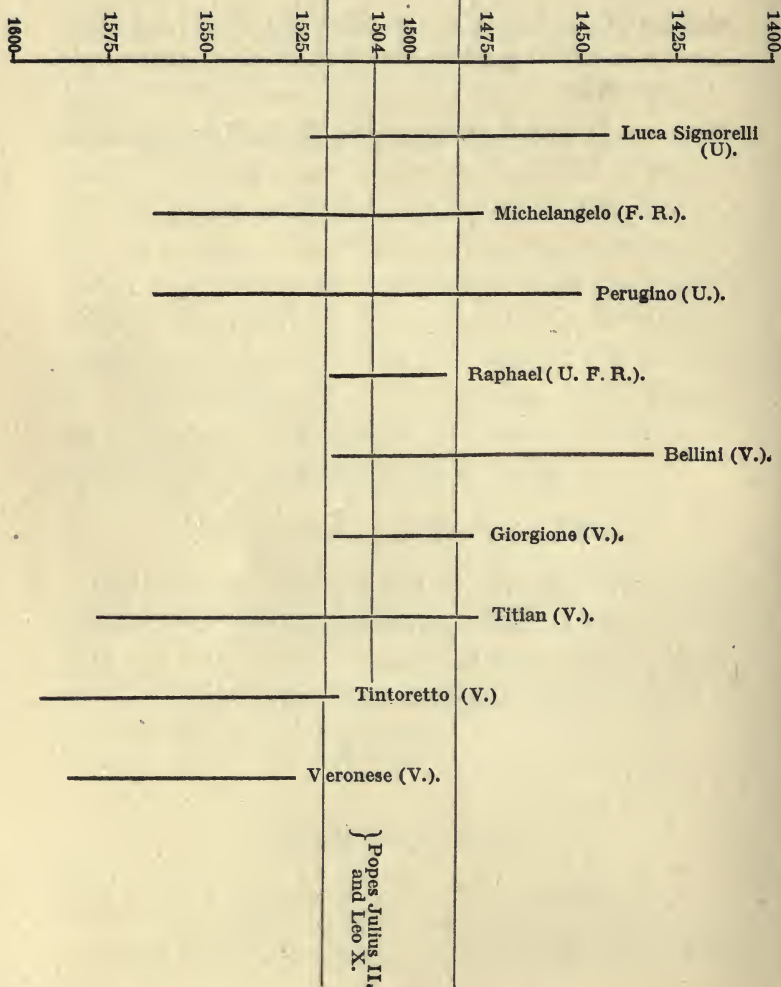 1600
1575
1550
1525
1504
1500
1475
1450
1425
1400
Luca Signorelli
(U).
Michelangelo (F. R.).
Perugino (U.).
Raphael (U. F. R.).
Bellini (V.).
Giorgione (V.).
Titian (V.).
Tintoretto (V.)
Veronese (V.).
} Popes Julius II.
and Leo X.